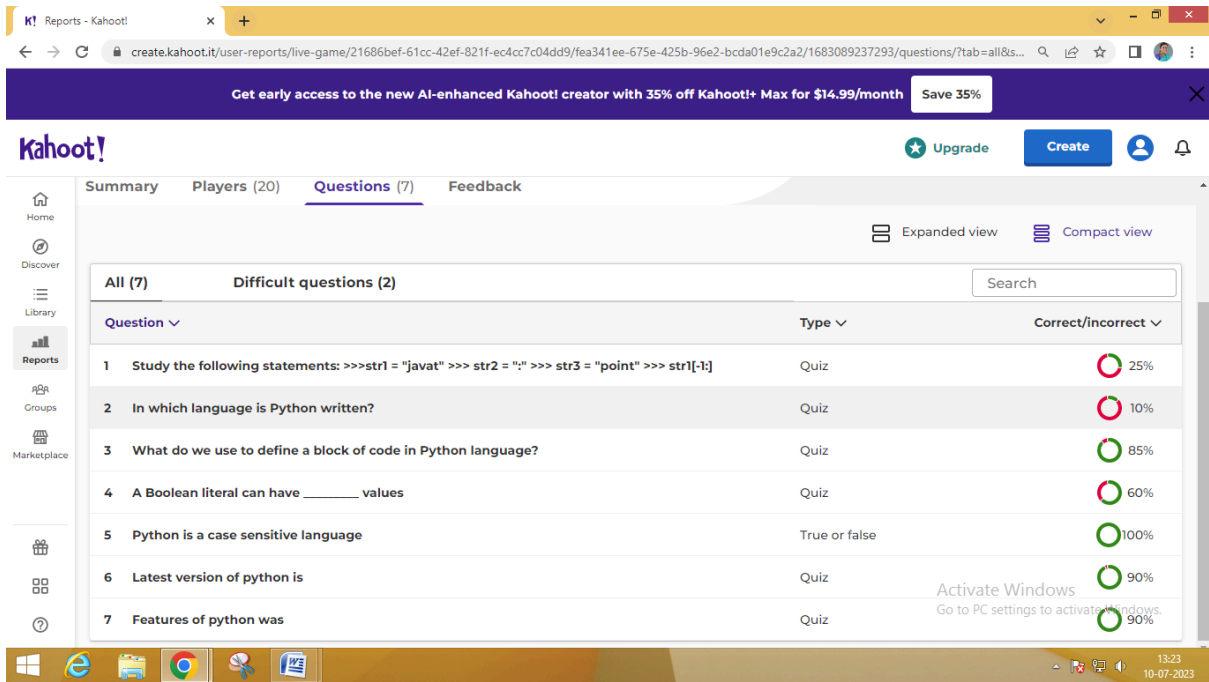 K! Reports - Kahoot!
create.kahoot.it/user-reports/live-game/21686bef-61cc-42ef-821f-ec4cc7c04dd9/fea341ee-675e-425b-96e2-bcda01e9c2a2/1683089237293/questions/?tab=all&s...
Get early access to the new AI-enhanced Kahoot! creator with 35% off Kahoot!+ Max for $14.99/month Save 35%
Kahoot! Upgrade Create
Summary Players (20) Questions (7) Feedback
Home
Discover
Library
Reports
Groups
Marketplace
Expanded view Compact view
All (7) Difficult questions (2) Search
Question Type Correct/incorrect
1 Study the following statements: >>>str1 = "javat" >>> str2 = ":" >>> str3 = "point" >>> str1[-1:] Quiz 25%
2 In which language is Python written? Quiz 10%
3 What do we use to define a block of code in Python language? Quiz 85%
4 A Boolean literal can have ________ values Quiz 60%
5 Python is a case sensitive language True or false 100%
6 Latest version of python is Quiz 90%
7 Features of python was Quiz 90%
Activate Windows
Go to PC settings to activate Windows.
13:23
10-07-2023